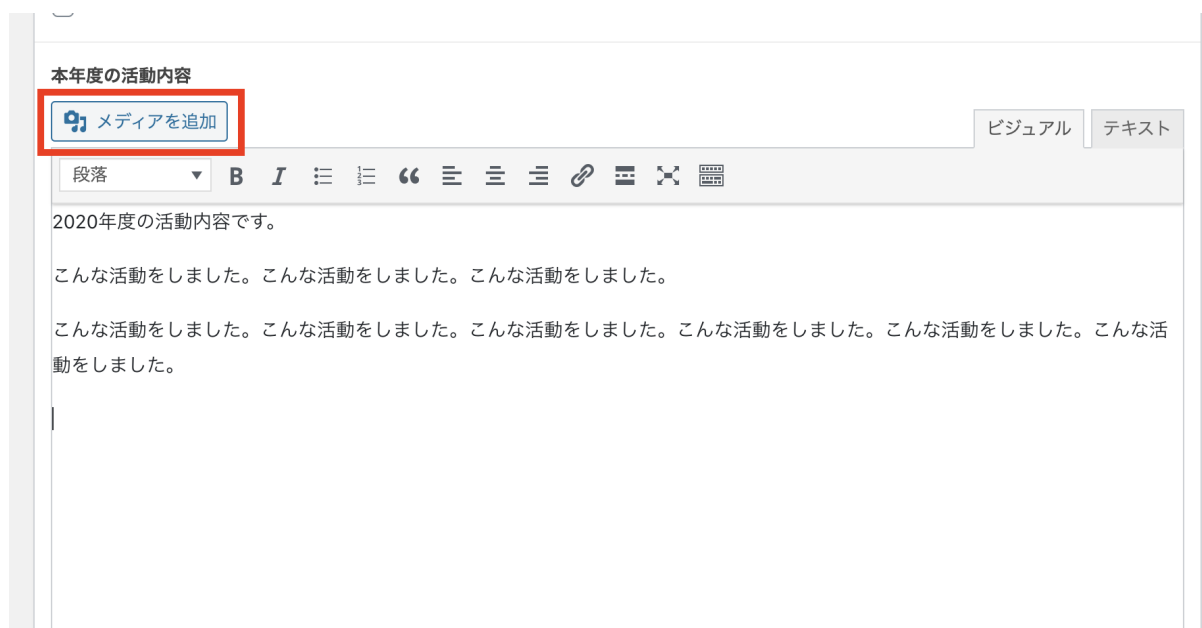 本年度の活動内容
メディアを追加
ビジュアル テキスト
段落
2020年度の活動内容です。
こんな活動をしました。こんな活動をしました。こんな活動をしました。
こんな活動をしました。こんな活動をしました。こんな活動をしました。こんな活動をしました。こんな活動をしました。こんな活
動をしました。